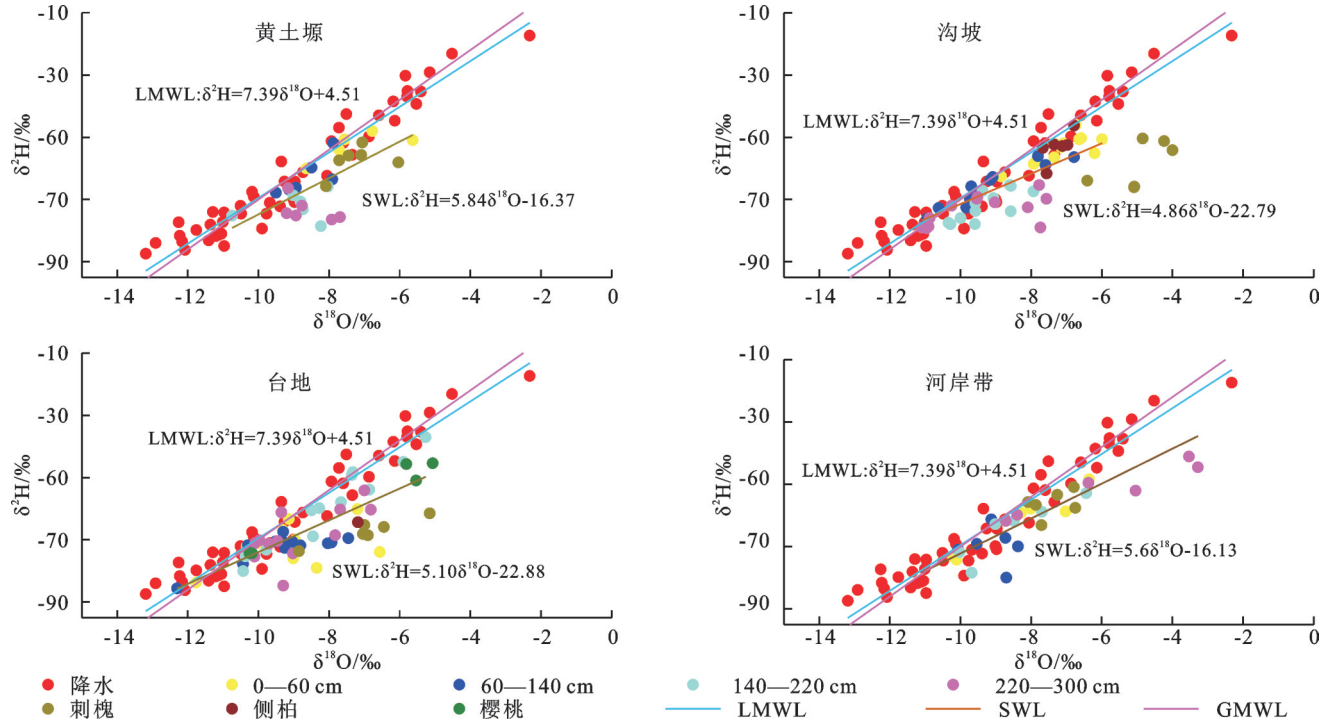 黄土塬
LMWL:δ²H=7.39δ¹⁸O+4.51
SWL:δ²H=5.84δ¹⁸O-16.37
δ²H/‰
-10
-30
-60
-70
-90
-14 -12 -10 -8 -6 -4 -2 0
δ¹⁸O/‰
沟坡
LMWL:δ²H=7.39δ¹⁸O+4.51
SWL:δ²H=4.86δ¹⁸O-22.79
δ²H/‰
-10
-30
-60
-70
-90
-14 -12 -10 -8 -6 -4 -2 0
δ¹⁸O/‰
台地
LMWL:δ²H=7.39δ¹⁸O+4.51
SWL:δ²H=5.10δ¹⁸O-22.88
δ²H/‰
-10
-30
-60
-70
-90
-14 -12 -10 -8 -6 -4 -2 0
δ¹⁸O/‰
河岸带
LMWL:δ²H=7.39δ¹⁸O+4.51
SWL:δ²H=5.6δ¹⁸O-16.13
δ²H/‰
-10
-30
-60
-70
-90
-14 -12 -10 -8 -6 -4 -2 0
δ¹⁸O/‰
降水 0—60 cm 60—140 cm 140—220 cm 220—300 cm
刺槐 侧柏 樱桃 LMWL SWL GMWL